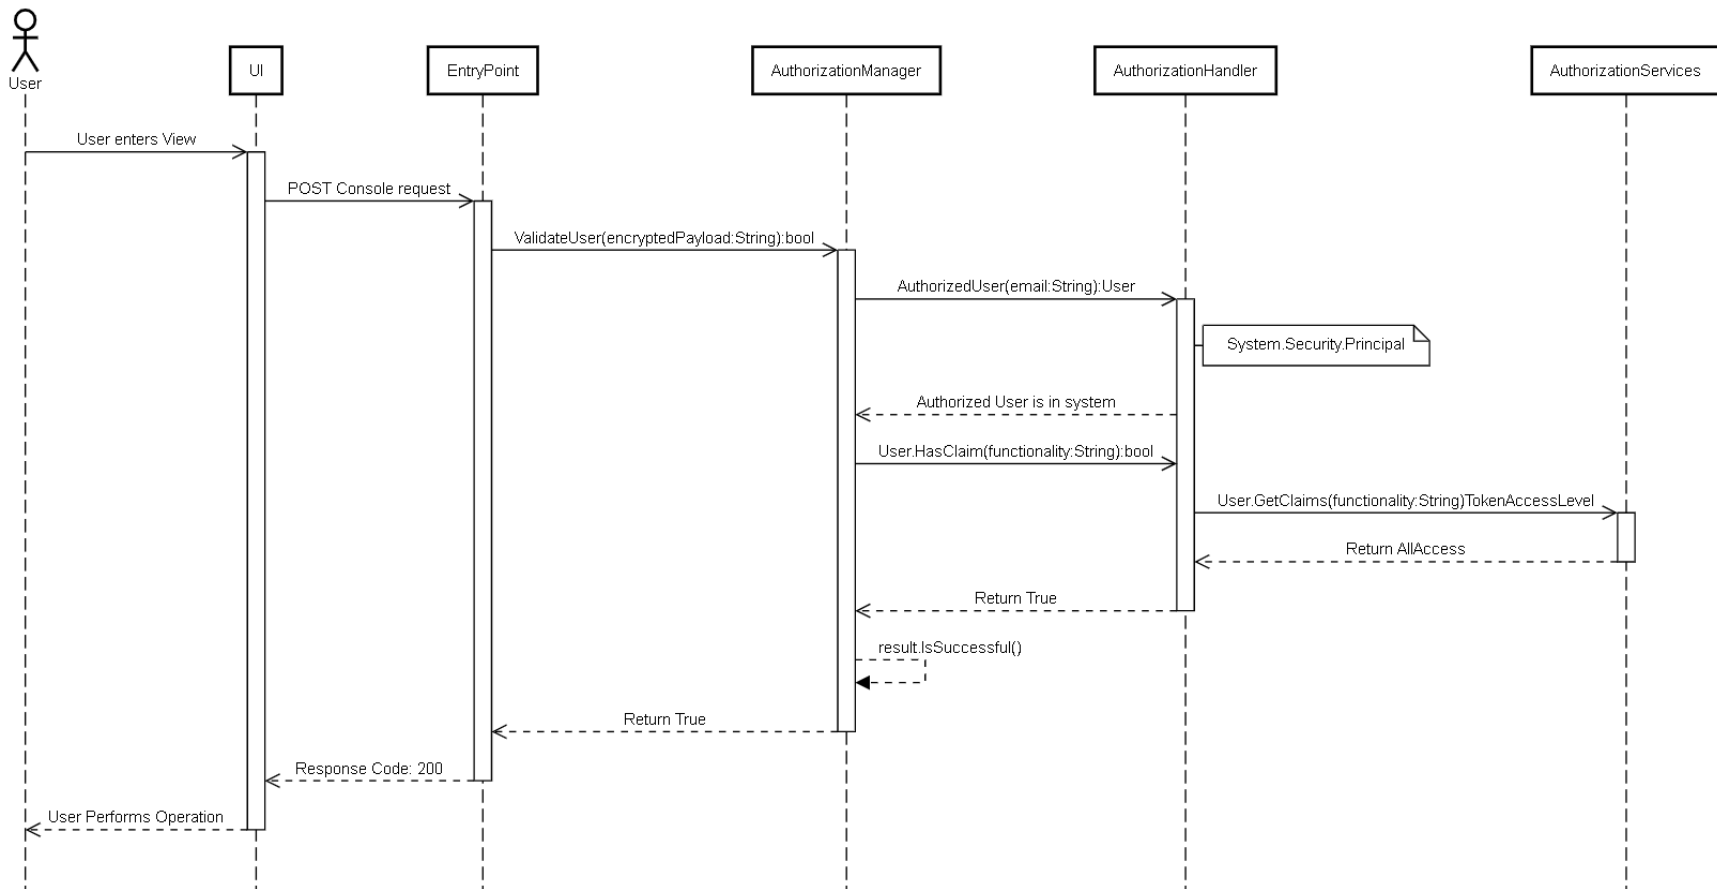 User
UI
EntryPoint
AuthorizationManager
AuthorizationHandler
AuthorizationServices
User enters View
POST Console request
ValidateUser(encryptedPayload:String):bool
AuthorizedUser(email:String):User
System.Security.Principal
Authorized User is in system
User.HasClaim(functionality:String):bool
User.GetClaims(functionality:String)TokenAccessLevel
Return AllAccess
Return True
result.IsSuccessful()
Return True
Response Code: 200
User Performs Operation